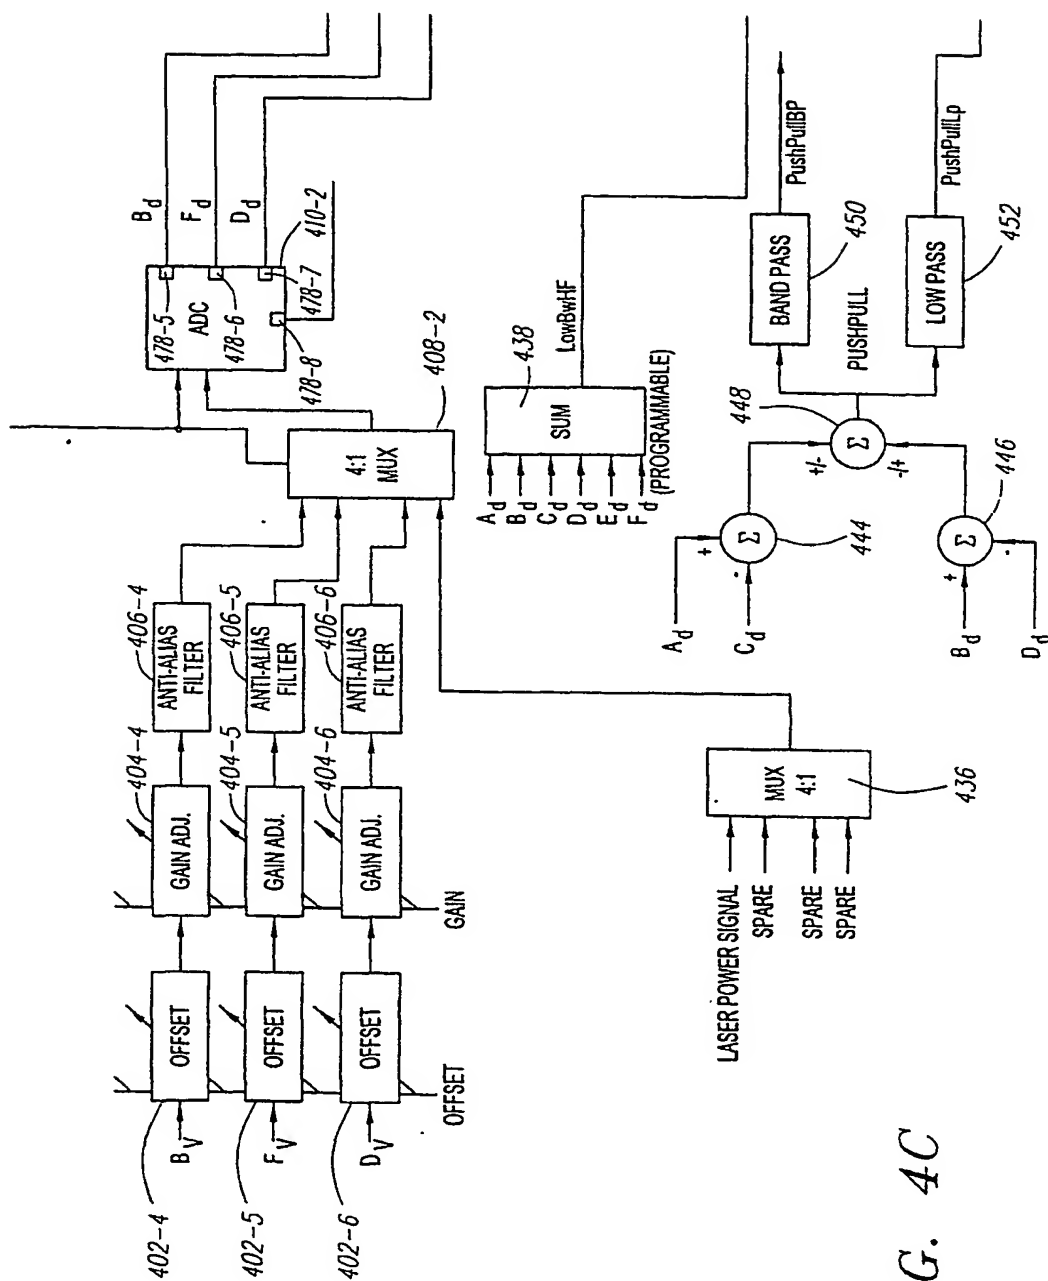 B_V
F_V
D_V
402-4
402-5
402-6
OFFSET
OFFSET
OFFSET
OFFSET
404-4
404-5
404-6
GAIN ADJ.
GAIN ADJ.
GAIN ADJ.
GAIN
406-4
406-5
406-6
ANTI-ALIAS
FILTER
ANTI-ALIAS
FILTER
ANTI-ALIAS
FILTER
4:1
MUX
408-2
ADC
478-5
478-6
478-7
478-8
410-2
B_d
F_d
D_d
LASER POWER SIGNAL
SPARE
SPARE
SPARE
MUX
4:1
436
A_d
B_d
C_d
D_d
E_d
F_d
(PROGRAMMABLE)
SUM
438
LowBwHF
A_d
C_d
+
Σ
444
B_d
D_d
+
Σ
446
+/-
-/+
Σ
448
PUSHPULL
BAND PASS
450
PushPullBP
LOW PASS
452
PushPullLp
G. 4C